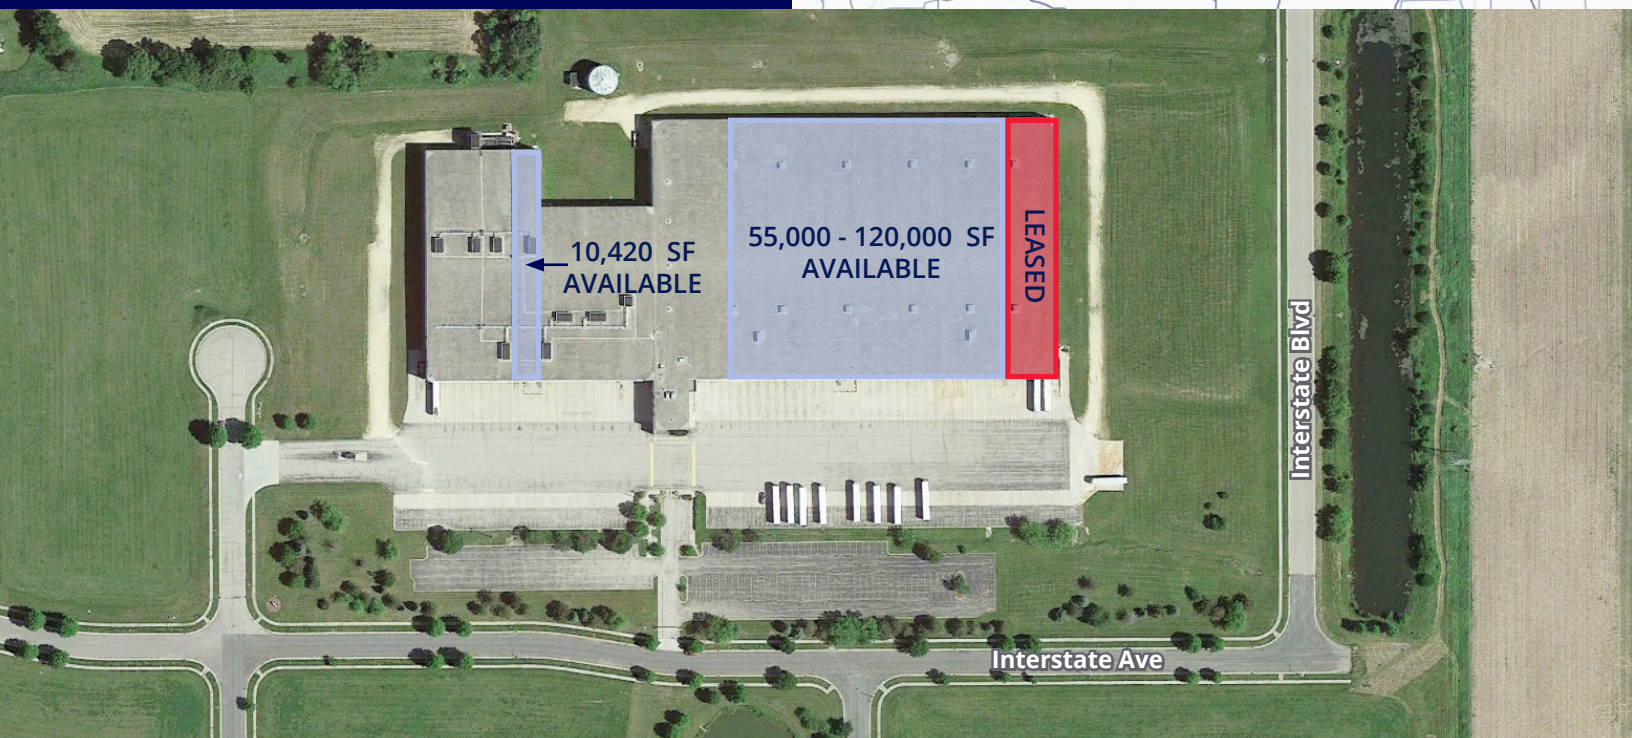 10,420 SF
AVAILABLE
55,000 - 120,000 SF
AVAILABLE
LEASED
Interstate Blvd
Interstate Ave